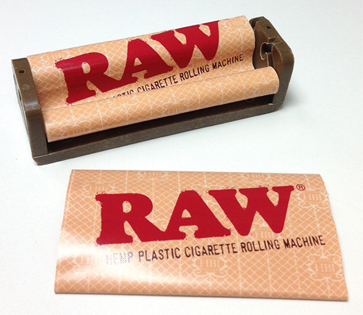 RAW
PLASTIC CIGARETTE ROLLING MACHINE
RAW®
HEMP PLASTIC CIGARETTE ROLLING MACHINE